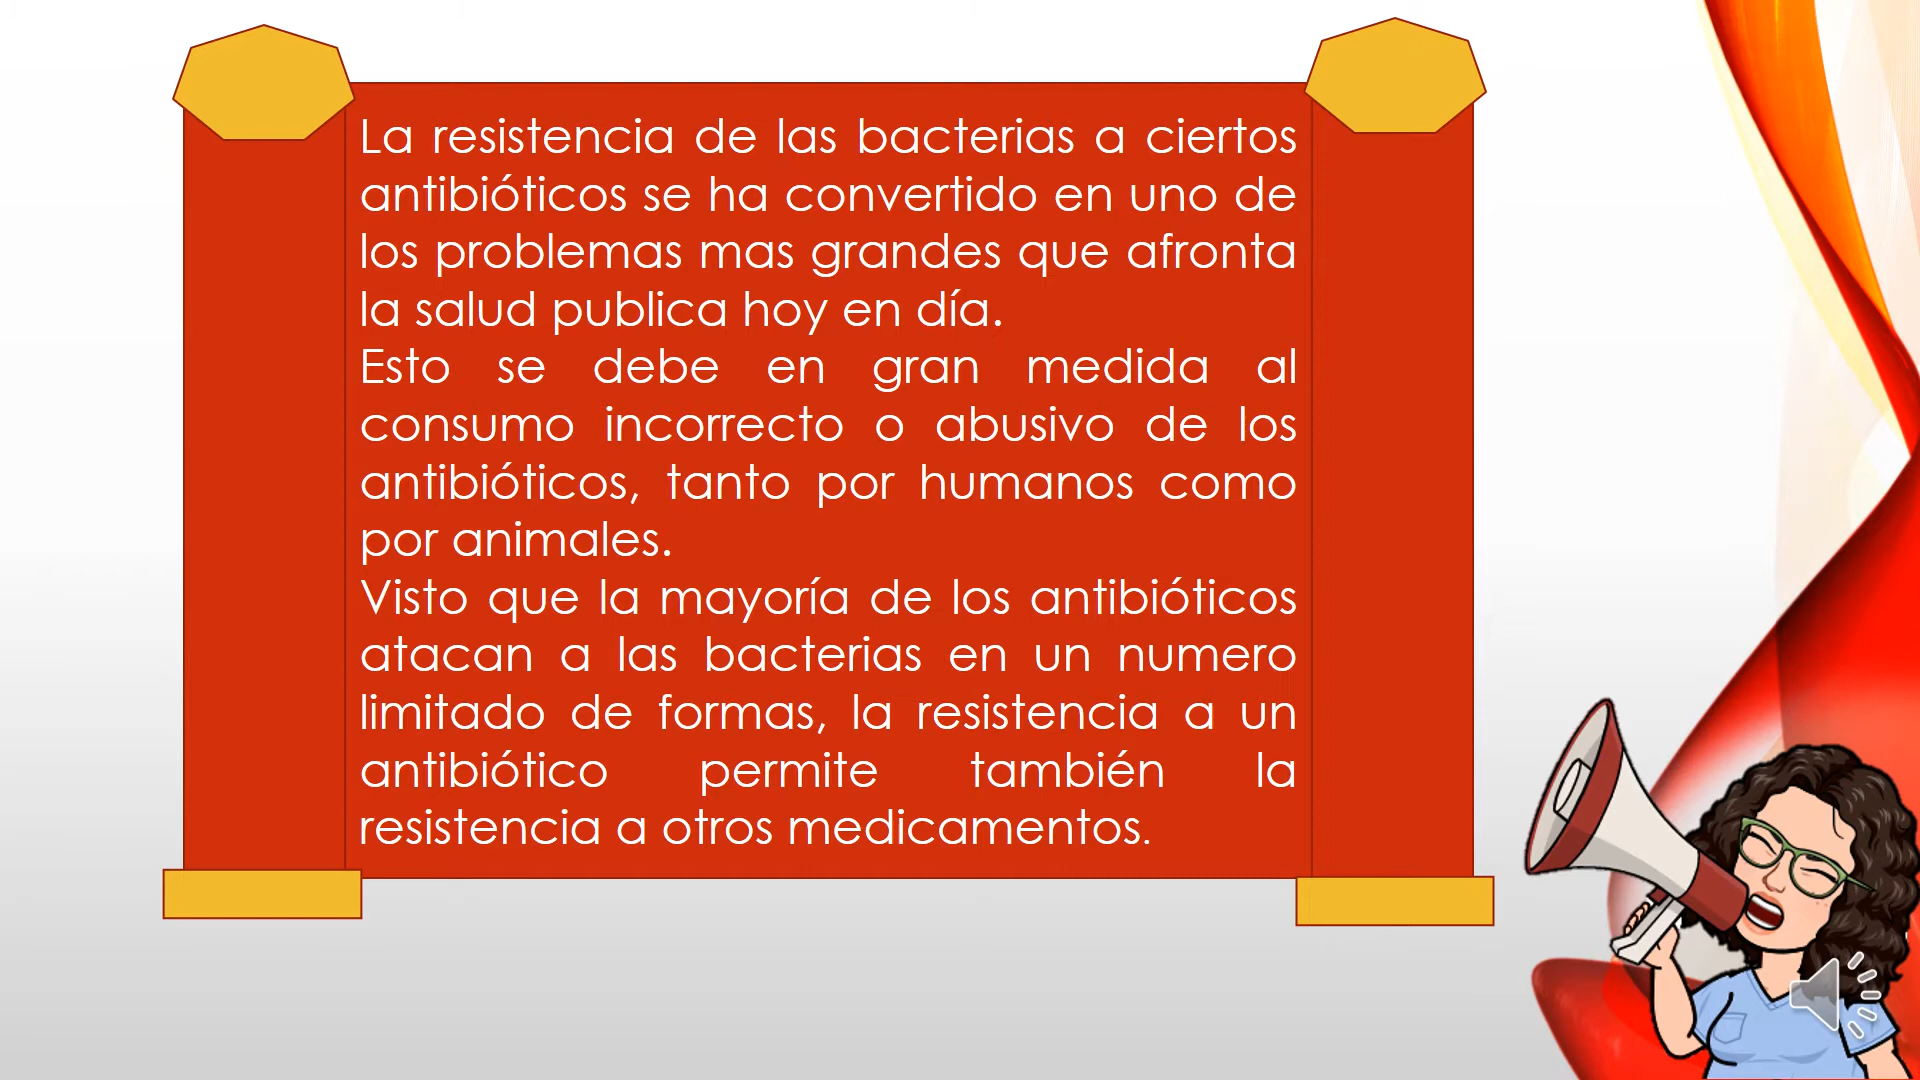 La resistencia de las bacterias a ciertos
antibióticos se ha convertido en uno de
los problemas mas grandes que afronta
la salud publica hoy en día.
Esto se debe en gran medida al
consumo incorrecto o abusivo de los
antibióticos, tanto por humanos como
por animales.
Visto que la mayoría de los antibióticos
atacan a las bacterias en un numero
limitado de formas, la resistencia a un
antibiótico permite también la
resistencia a otros medicamentos.